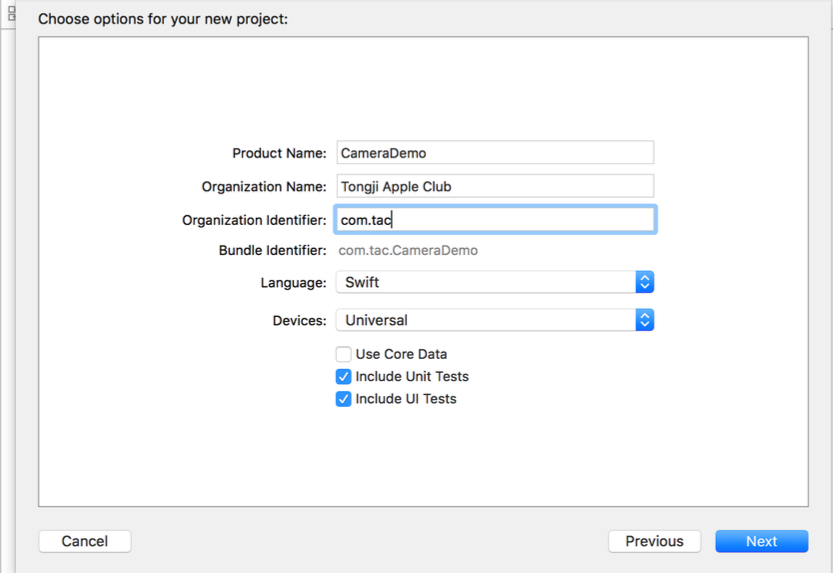 Choose options for your new project:
Product Name: CameraDemo
Organization Name: Tongji Apple Club
Organization Identifier: com.tac
Bundle Identifier: com.tac.CameraDemo
Language: Swift
Devices: Universal
Use Core Data
Include Unit Tests
Include UI Tests
Cancel Previous Next